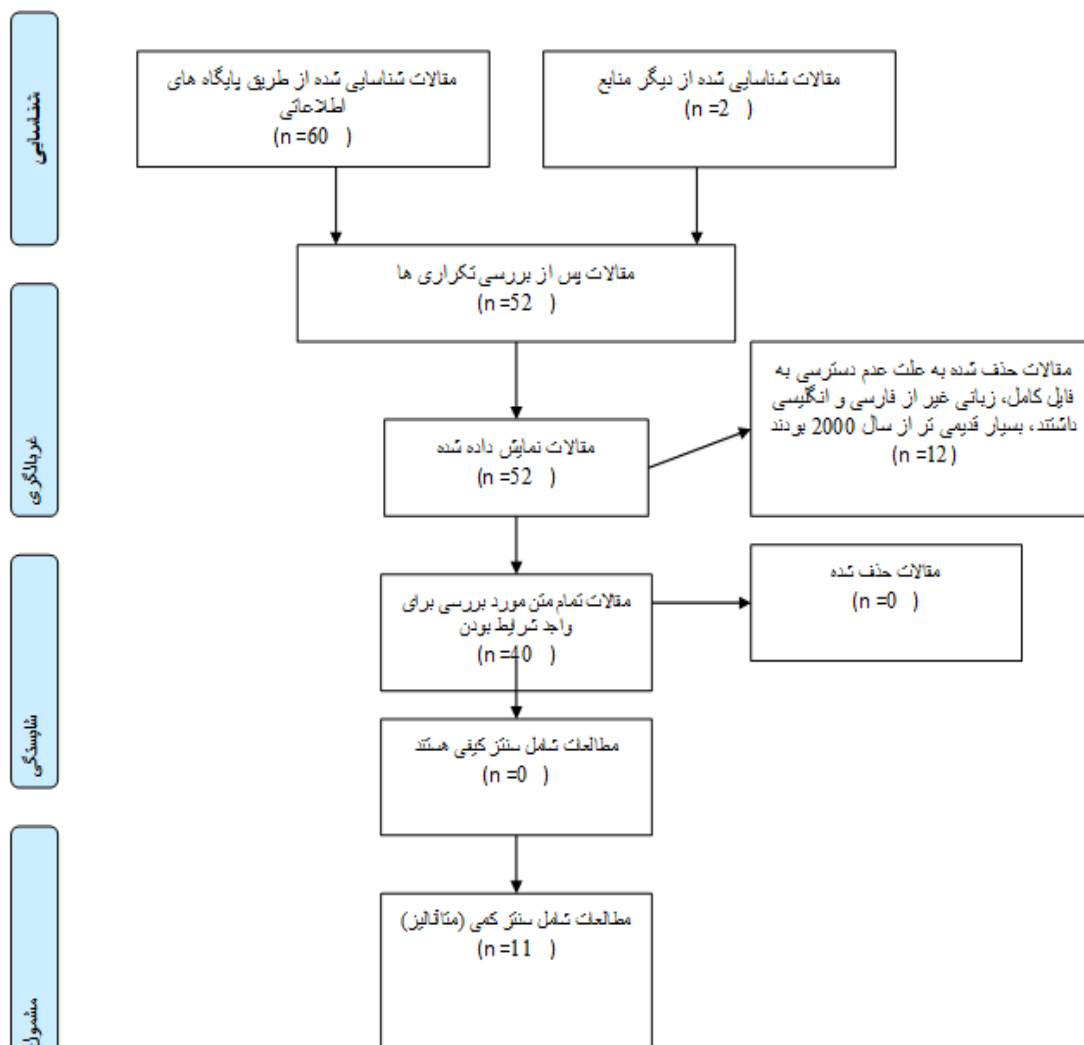 شناسایی
مقالات شناسایی شده از طریق پایگاه های
اطلاعاتی
(n =60   )
مقالات شناسایی شده از دیگر منابع
(n =2   )
مقالات پس از بررسی تکراری ها
(n =52   )
غربالگری
مقالات نمایش داده شده
(n =52   )
مقالات حذف شده به علت عدم دسترسی به
فایل کامل، زبانی غیر از فارسی و انگلیسی
داشتند، بسیار قدیمی تر از سال 2000 بودند
(n =12)
شایستگی
مقالات تمام متن مورد بررسی برای
واجد شرایط بودن
(n =40   )
مقالات حذف شده
(n =0   )
مطالعات شامل سنتز کیفی هستند
(n =0   )
مشمول
مطالعات شامل سنتز کمی (متاآنالیز)
(n =11   )